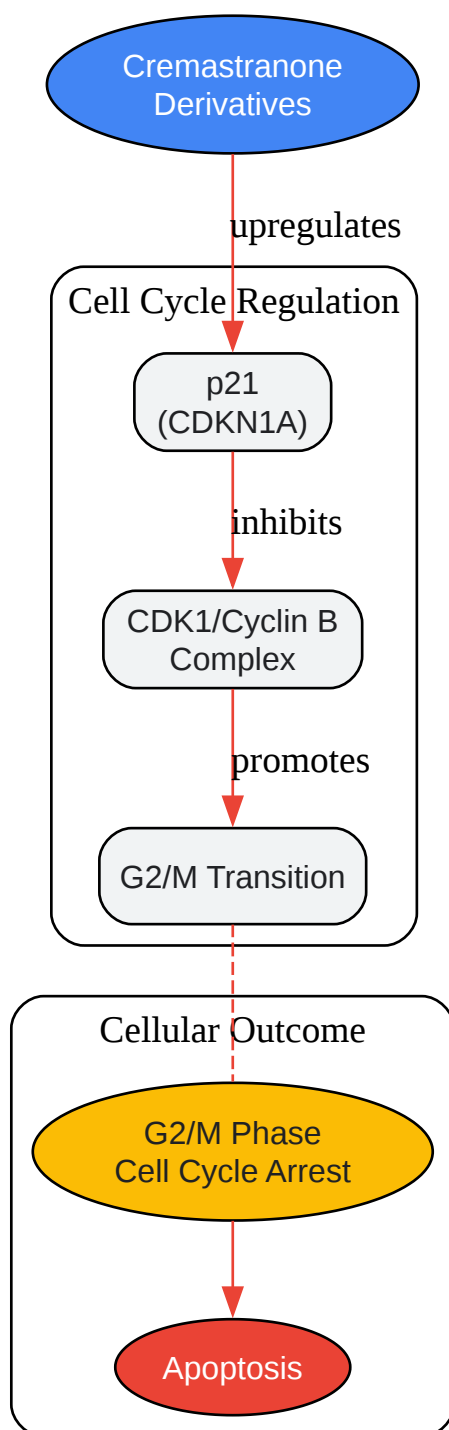 Cremastranone
Derivatives
upregulates
Cell Cycle Regulation
p21
(CDKN1A)
inhibits
CDK1/Cyclin B
Complex
promotes
G2/M Transition
Cellular Outcome
G2/M Phase
Cell Cycle Arrest
Apoptosis